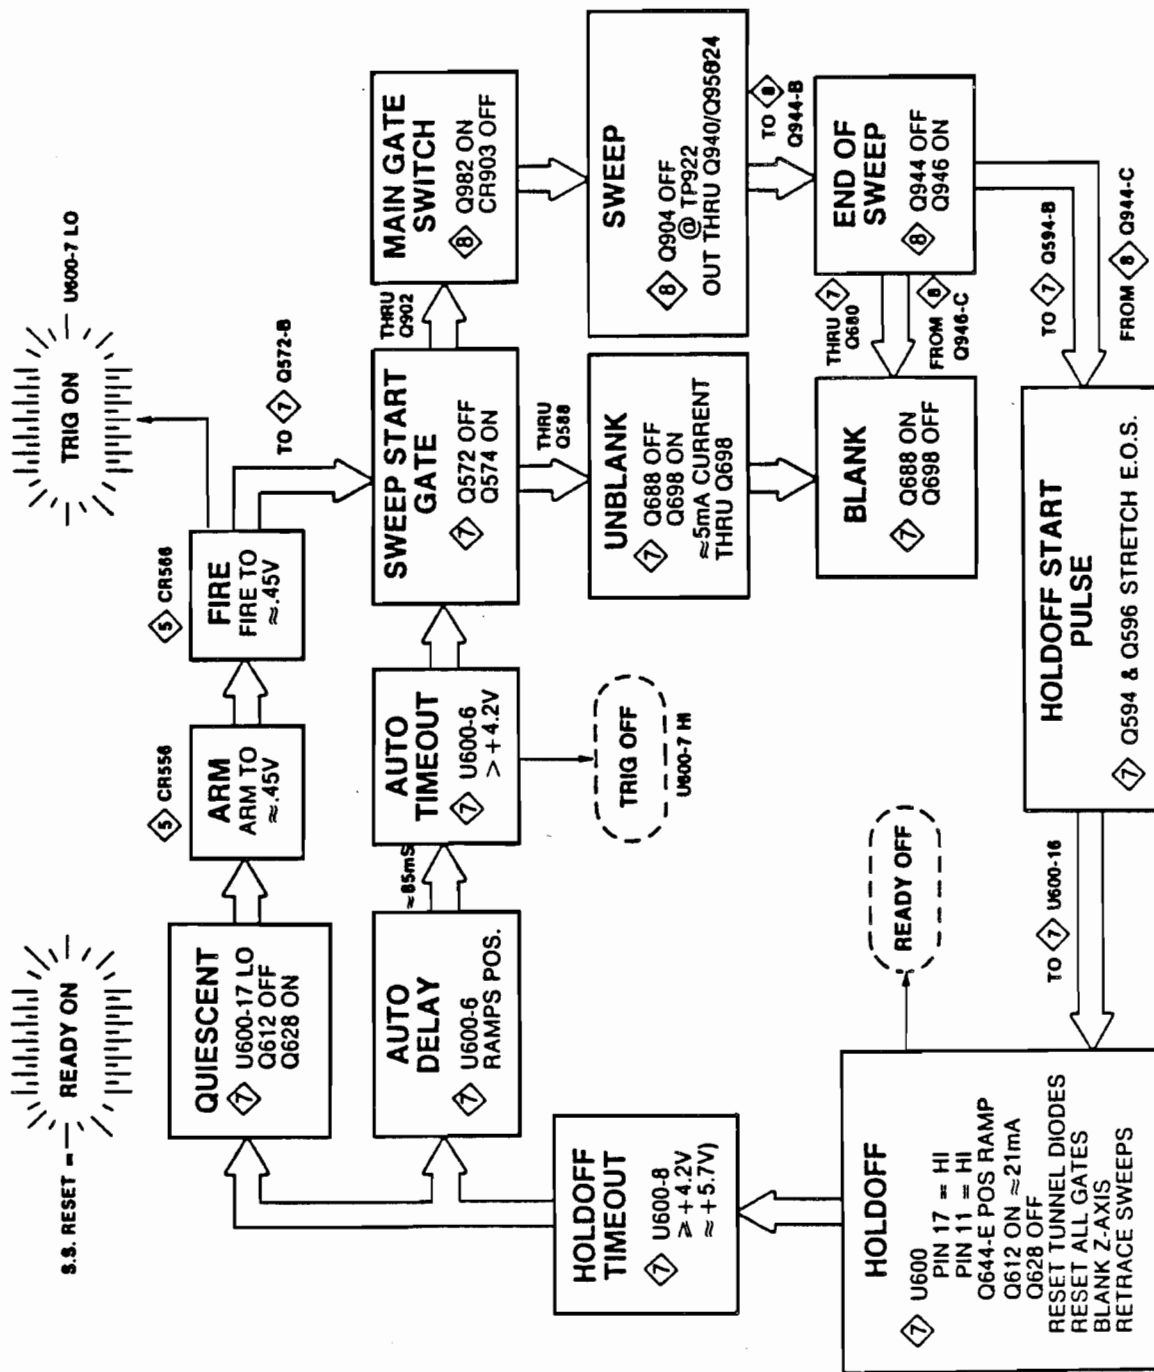 S.S. RESET =
READY ON
TRIG ON
U600-7 LO
QUIESCENT
7 U600-17 LO
Q612 OFF
Q628 ON
5 CR556
ARM
ARM TO
≈.45V
5 CR566
FIRE
FIRE TO
≈.45V
TO 7 Q572-B
AUTO
DELAY
7 U600-6
RAMPS POS.
≈85mS
AUTO
TIMEOUT
7 U600-6
>+4.2V
TRIG OFF
U600-7 HI
SWEEP START
GATE
7 Q572 OFF
Q574 ON
THRU
Q902
MAIN GATE
SWITCH
8 Q982 ON
CR903 OFF
THRU
Q588
UNBLANK
7 Q688 OFF
Q698 ON
≈5mA CURRENT
THRU Q698
SWEEP
8 Q904 OFF
@ TP922
OUT THRU Q940/Q95824
TO 8
Q944-B
BLANK
7 Q688 ON
Q698 OFF
THRU 7
Q680
FROM 8
Q946-C
END OF
SWEEP
8 Q944 OFF
Q946 ON
TO 7 Q594-B
FROM 8 Q944-C
HOLDOFF START
PULSE
7 Q594 & Q596 STRETCH E.O.S.
TO 7 U600-16
READY OFF
HOLDOFF
7 U600
PIN 17 = HI
PIN 11 = HI
Q644-E POS RAMP
Q612 ON ≈21mA
Q628 OFF
RESET TUNNEL DIODES
RESET ALL GATES
BLANK Z-AXIS
RETRACE SWEEPS
HOLDOFF
TIMEOUT
7 U600-8
≥+4.2V
≈+5.7V)